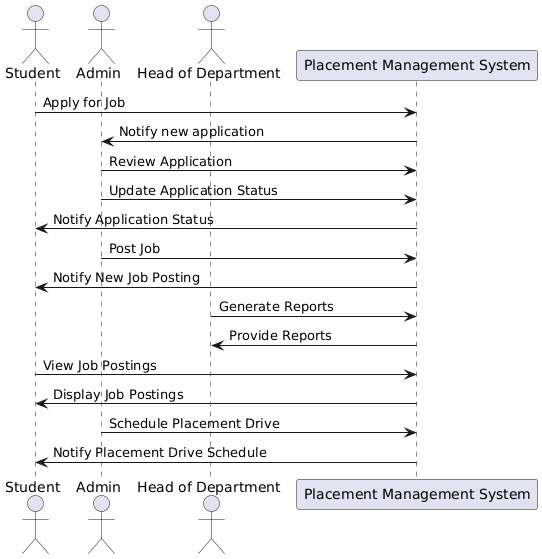 Student Admin Head of Department Placement Management System
Apply for Job
Notify new application
Review Application
Update Application Status
Notify Application Status
Post Job
Notify New Job Posting
Generate Reports
Provide Reports
View Job Postings
Display Job Postings
Schedule Placement Drive
Notify Placement Drive Schedule
Student Admin Head of Department Placement Management System